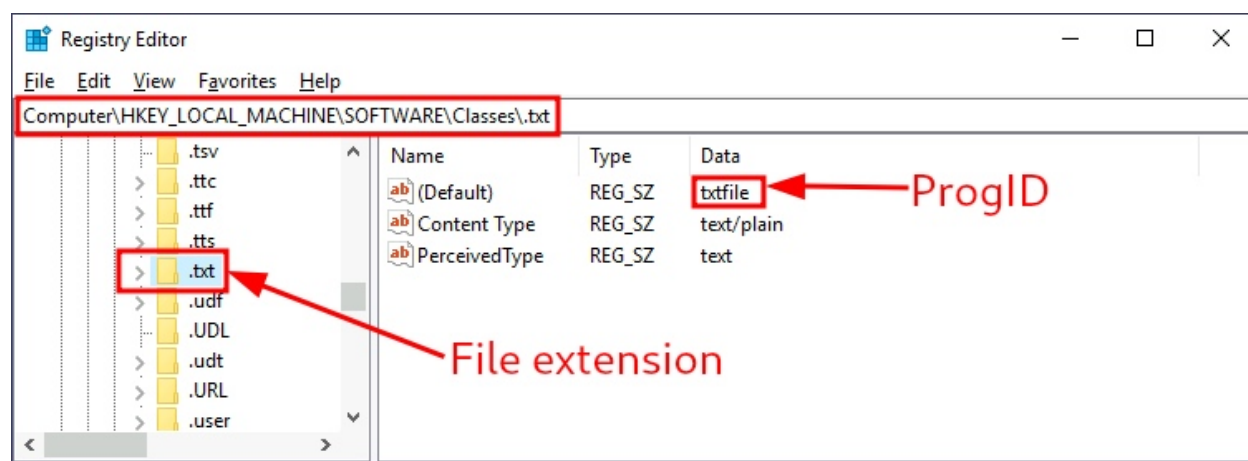 Registry Editor
File Edit View Favorites Help
Computer\HKEY_LOCAL_MACHINE\SOFTWARE\Classes\.txt
.tsv
.ttc
.ttf
.tts
.txt
.udf
.UDL
.udt
.URL
.user
Name Type Data
(Default) REG_SZ txtfile
Content Type REG_SZ text/plain
PerceivedType REG_SZ text
ProgID
File extension